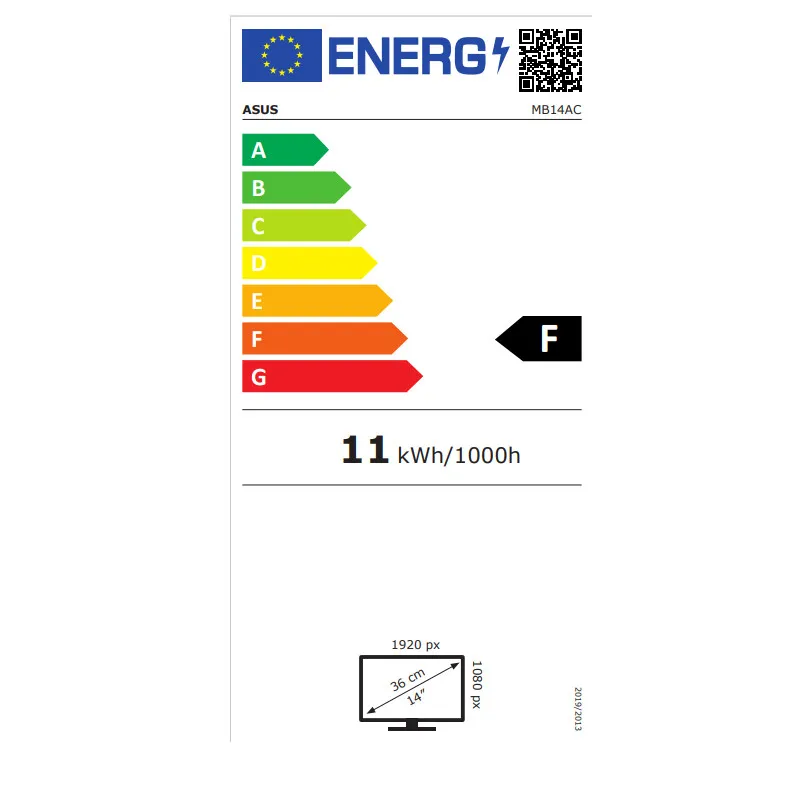 ENERG
ASUS
MB14AC
A
B
C
D
E
F
F
G
11 kWh/1000h
1920 px
1080 px
36 cm
14″
2019/2013